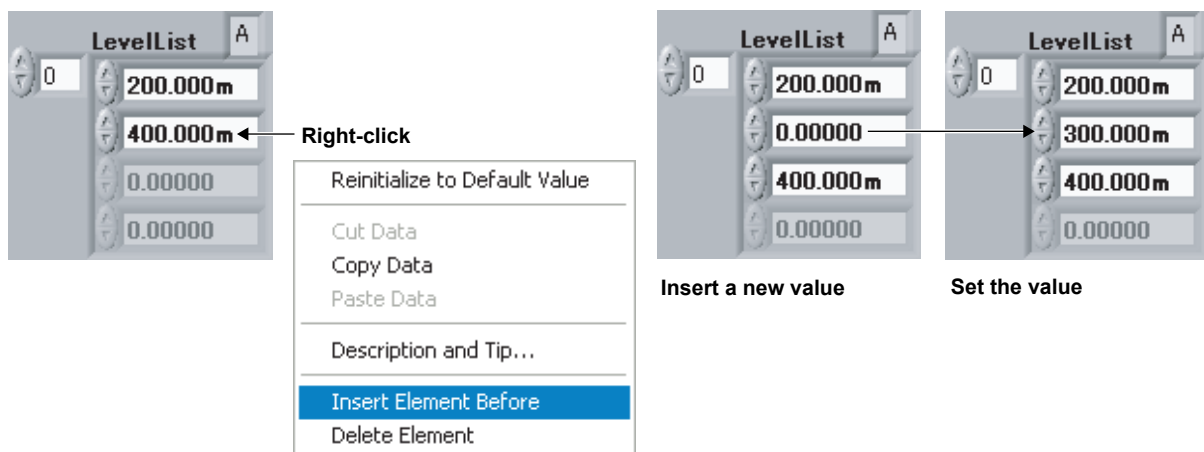 LevelList A
0
200.000m
400.000m
0.00000
0.00000
Right-click
Reinitialize to Default Value
Cut Data
Copy Data
Paste Data
Description and Tip...
Insert Element Before
Delete Element
LevelList A
0
200.000m
0.00000
400.000m
0.00000
Insert a new value
LevelList A
0
200.000m
300.000m
400.000m
0.00000
Set the value